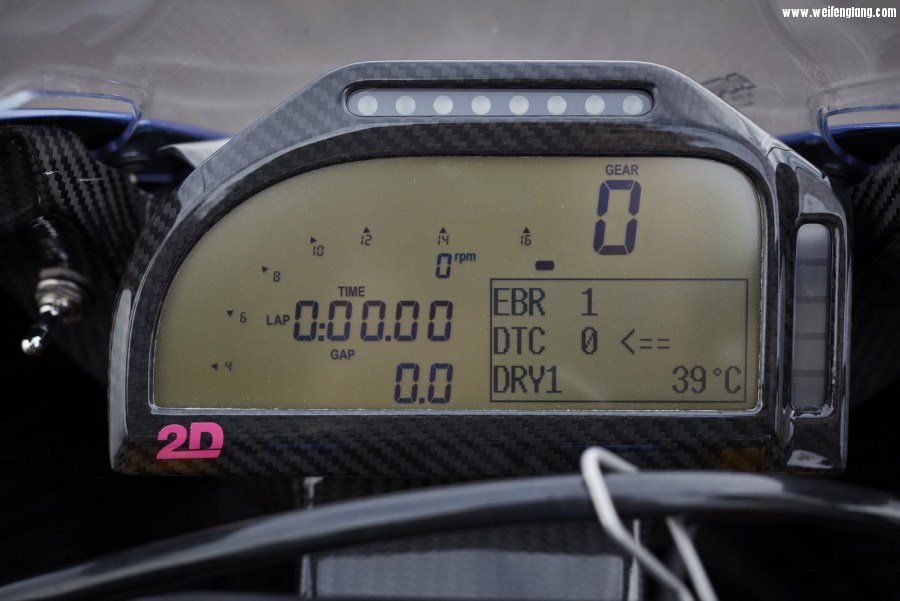 www.weifengtang.com
GEAR
0
4 6 8 10 12 14 16
0 rpm
TIME
LAP 0:00.00
GAP
0.0
EBR 1
DTC 0 <==
DRY1 39°C
2D